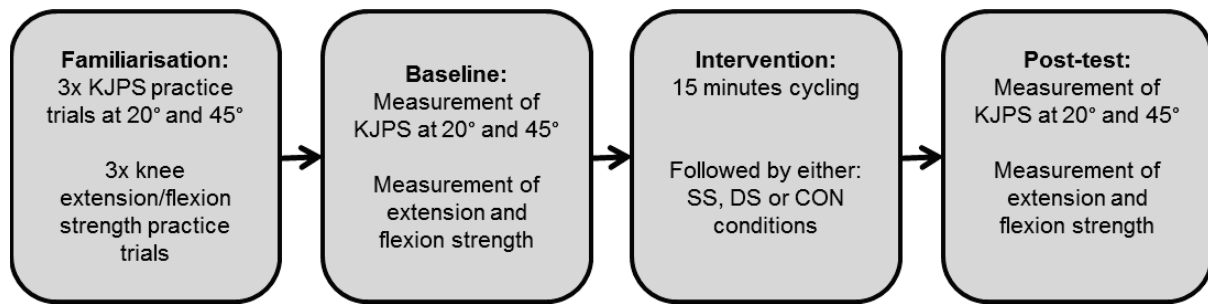 Familiarisation:
3x KJPS practice
trials at 20° and 45°
3x knee
extension/flexion
strength practice
trials
Baseline:
Measurement of
KJPS at 20° and 45°
Measurement of
extension and
flexion strength
Intervention:
15 minutes cycling
Followed by either:
SS, DS or CON
conditions
Post-test:
Measurement of
KJPS at 20° and 45°
Measurement of
extension and
flexion strength